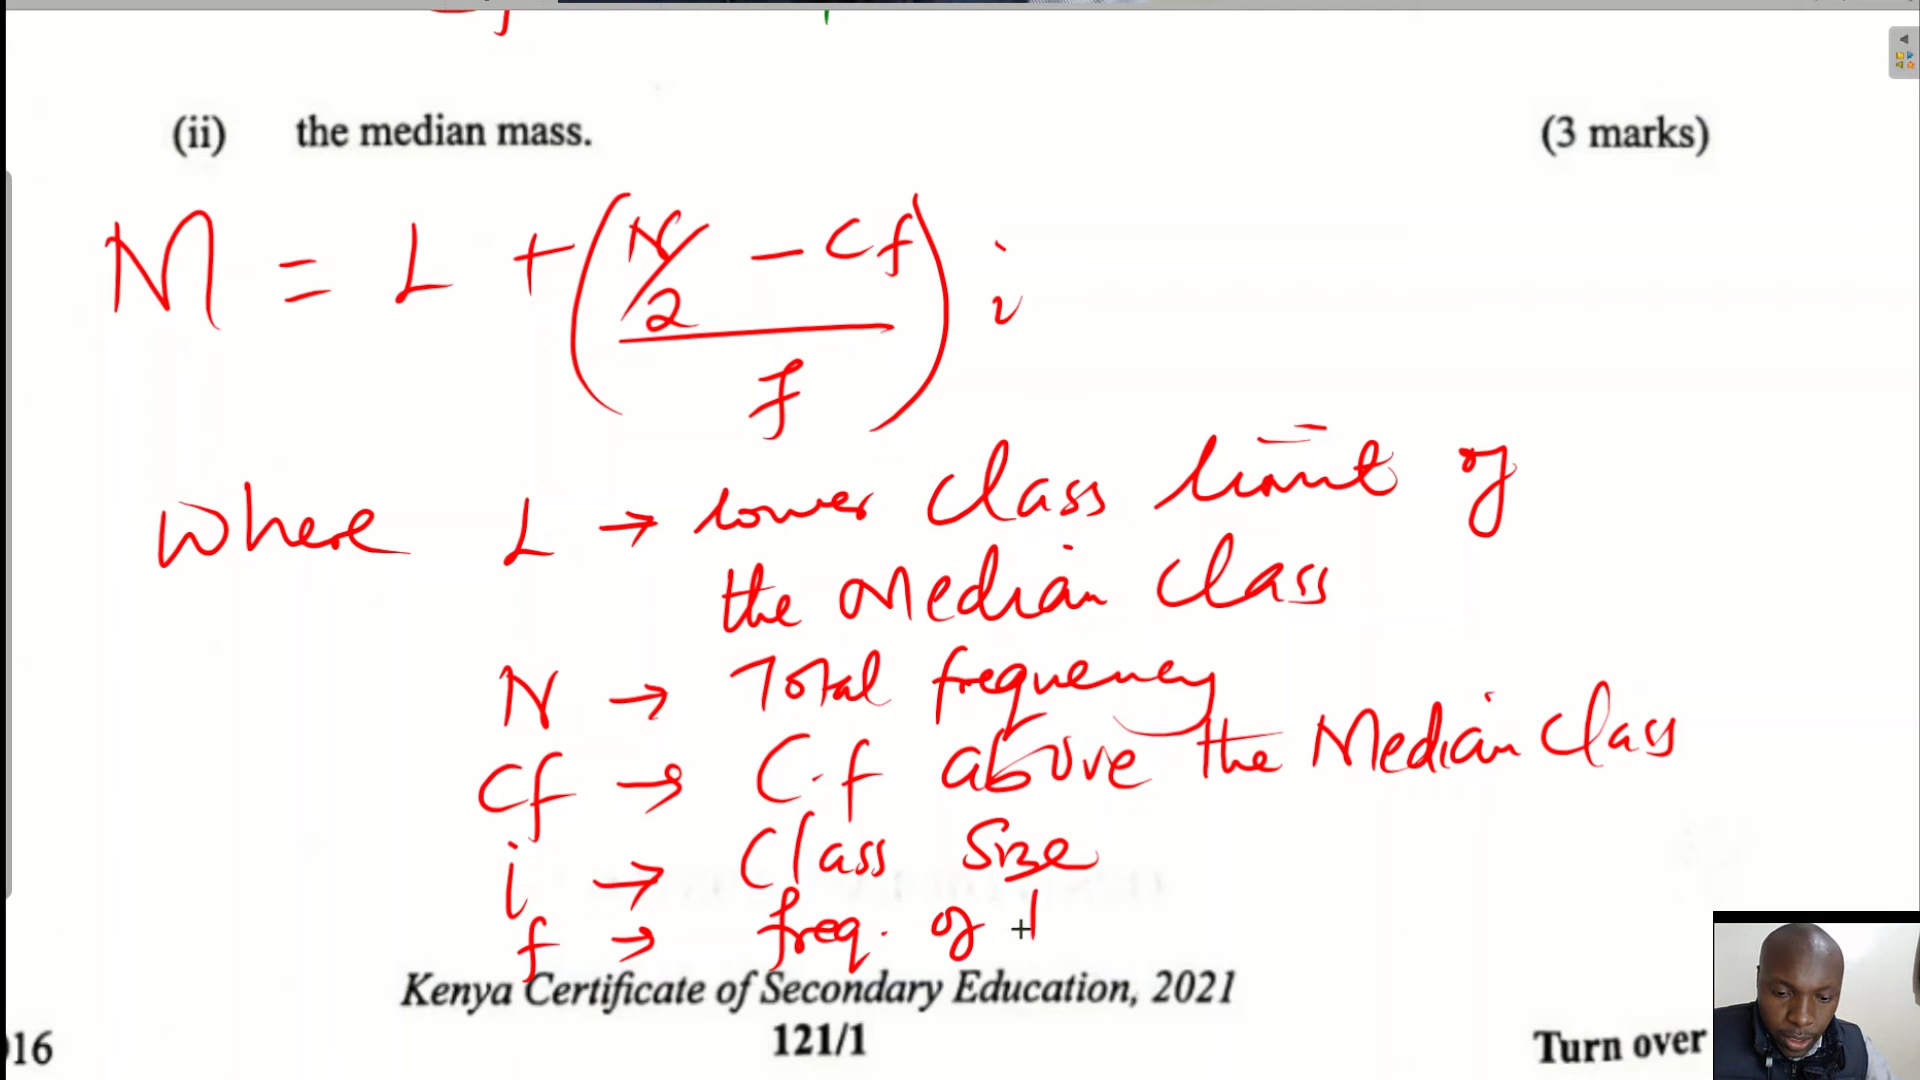 (ii) the median mass. (3 marks)
M = L + (N/2 - Cf / f) i
Where L → lower class limit of
the Median class
N → Total frequency
Cf → C.f above the Median class
i → Class size
f → freq. of
Kenya Certificate of Secondary Education, 2021
16 121/1 Turn over